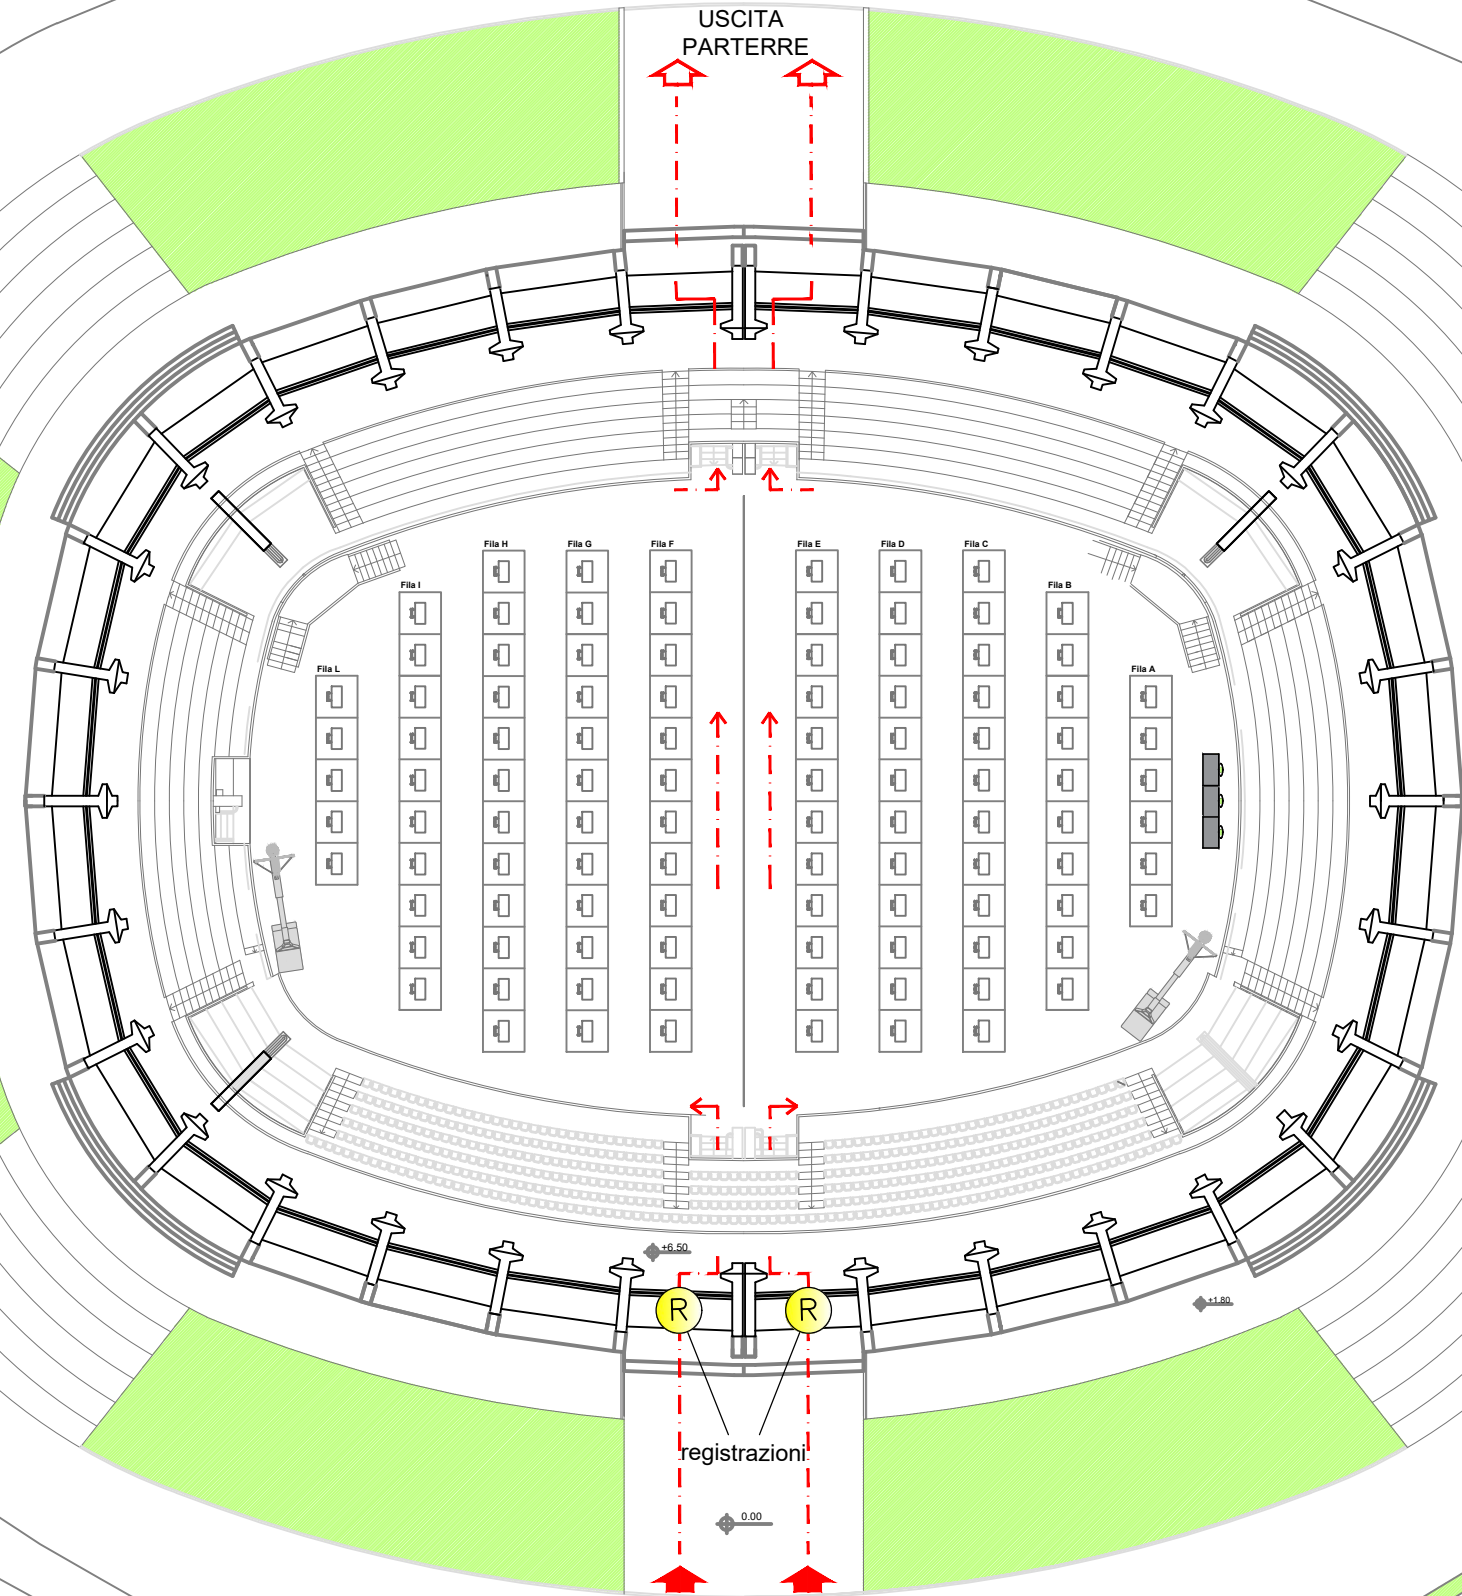 USCITA
PARTERRE
Fila H
Fila G
Fila F
Fila E
Fila D
Fila C
Fila I
Fila B
Fila L
Fila A
+6.50
+1.80
R
R
registrazioni
0.00